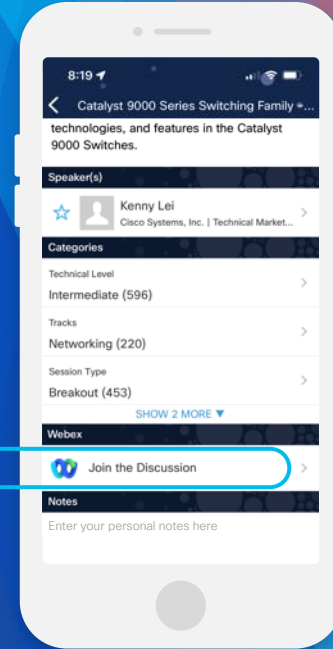 8:19
Catalyst 9000 Series Switching Family -...
technologies, and features in the Catalyst
9000 Switches.
Speaker(s)
Kenny Lei
Cisco Systems, Inc. | Technical Market...
Categories
Technical Level
Intermediate (596)
Tracks
Networking (220)
Session Type
Breakout (453)
SHOW 2 MORE ▼
Webex
Join the Discussion
Notes
Enter your personal notes here